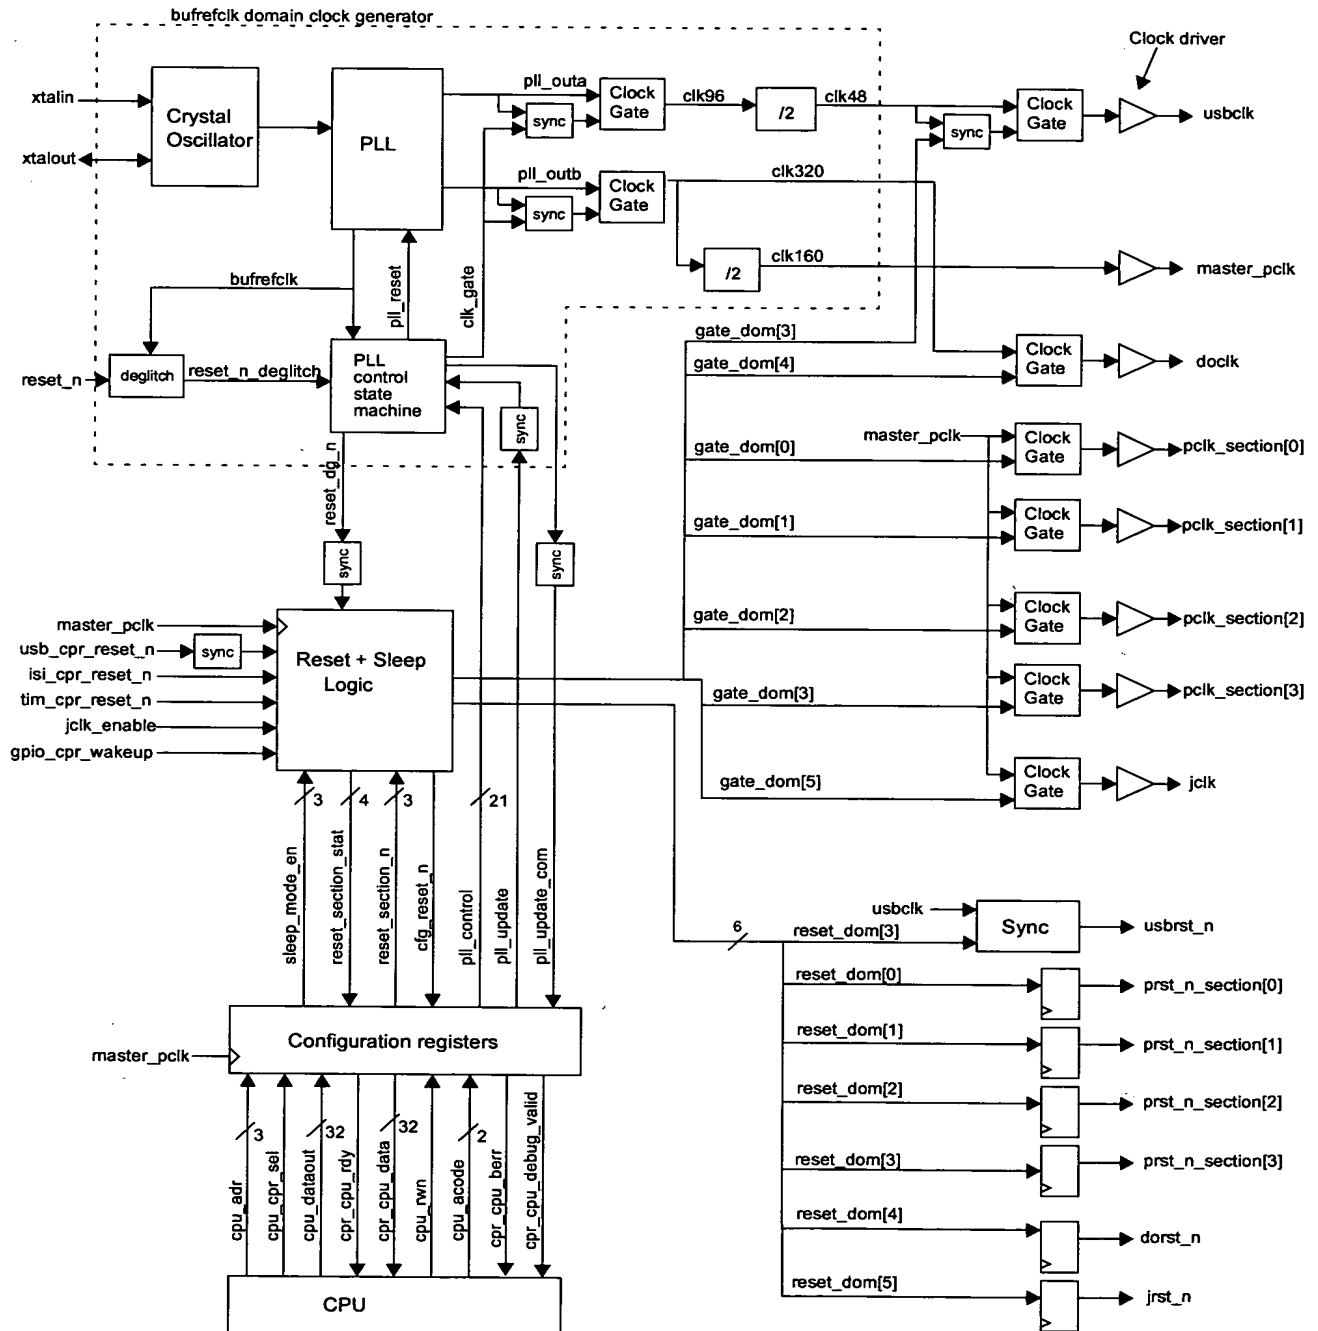 bufrefclk domain clock generator
Clock driver
xtalin
xtalout
Crystal
Oscillator
PLL
pll_outa
sync
Clock
Gate
clk96
/2
clk48
sync
Clock
Gate
usbclk
pll_outb
sync
Clock
Gate
clk320
/2
clk160
master_pclk
bufrefclk
pll_reset
clk_gate
reset_n
deglitch
reset_n_deglitch
PLL
control
state
machine
sync
gate_dom[3]
gate_dom[4]
Clock
Gate
doclk
master_pclk
gate_dom[0]
Clock
Gate
pclk_section[0]
gate_dom[1]
Clock
Gate
pclk_section[1]
gate_dom[2]
Clock
Gate
pclk_section[2]
gate_dom[3]
Clock
Gate
pclk_section[3]
gate_dom[5]
Clock
Gate
jclk
reset_dg_n
sync
sync
master_pclk
usb_cpr_reset_n
sync
isi_cpr_reset_n
tim_cpr_reset_n
jclk_enable
gpio_cpr_wakeup
Reset + Sleep
Logic
3
4
3
21
sleep_mode_en
reset_section_stat
reset_section_n
cfg_reset_n
pll_control
pll_update
pll_update_com
6
usbclk
reset_dom[3]
Sync
usbrst_n
reset_dom[0]
prst_n_section[0]
reset_dom[1]
prst_n_section[1]
reset_dom[2]
prst_n_section[2]
reset_dom[3]
prst_n_section[3]
reset_dom[4]
dorst_n
reset_dom[5]
jrst_n
master_pclk
Configuration registers
3
32
32
2
cpu_adr
cpu_cpr_sel
cpu_dataout
cpr_cpu_rdy
cpr_cpu_data
cpu_rwn
cpu_acode
cpr_cpu_berr
cpr_cpu_debug_valid
CPU